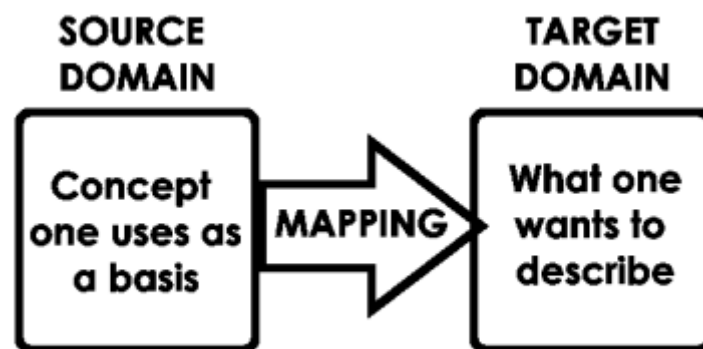 SOURCE
DOMAIN
Concept
one uses as
a basis
MAPPING
TARGET
DOMAIN
What one
wants to
describe